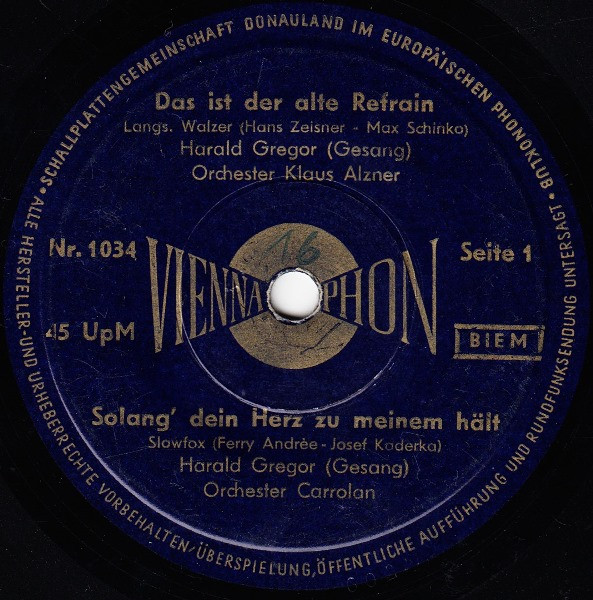 SCHALLPLATTENGEMEINSCHAFT DONAULAND IM EUROPÄISCHEN PHONOKLUB •
Das ist der alte Refrain
Langs. Walzer (Hans Zeisner - Max Schinko)
Harald Gregor (Gesang)
Orchester Klaus Alzner
16
Nr. 1034
Seite 1
VIENNAPHON
45 UpM
BIEM
Solang' dein Herz zu meinem hält
Slowfox (Ferry Andrèe - Josef Kaderka)
Harald Gregor (Gesang)
Orchester Carrolan
• ALLE HERSTELLER- UND URHEBERRECHTE VORBEHALTEN/ÜBERSPIELUNG, ÖFFENTLICHE AUFFÜHRUNG UND RUNDFUNKSENDUNG UNTERSAGT